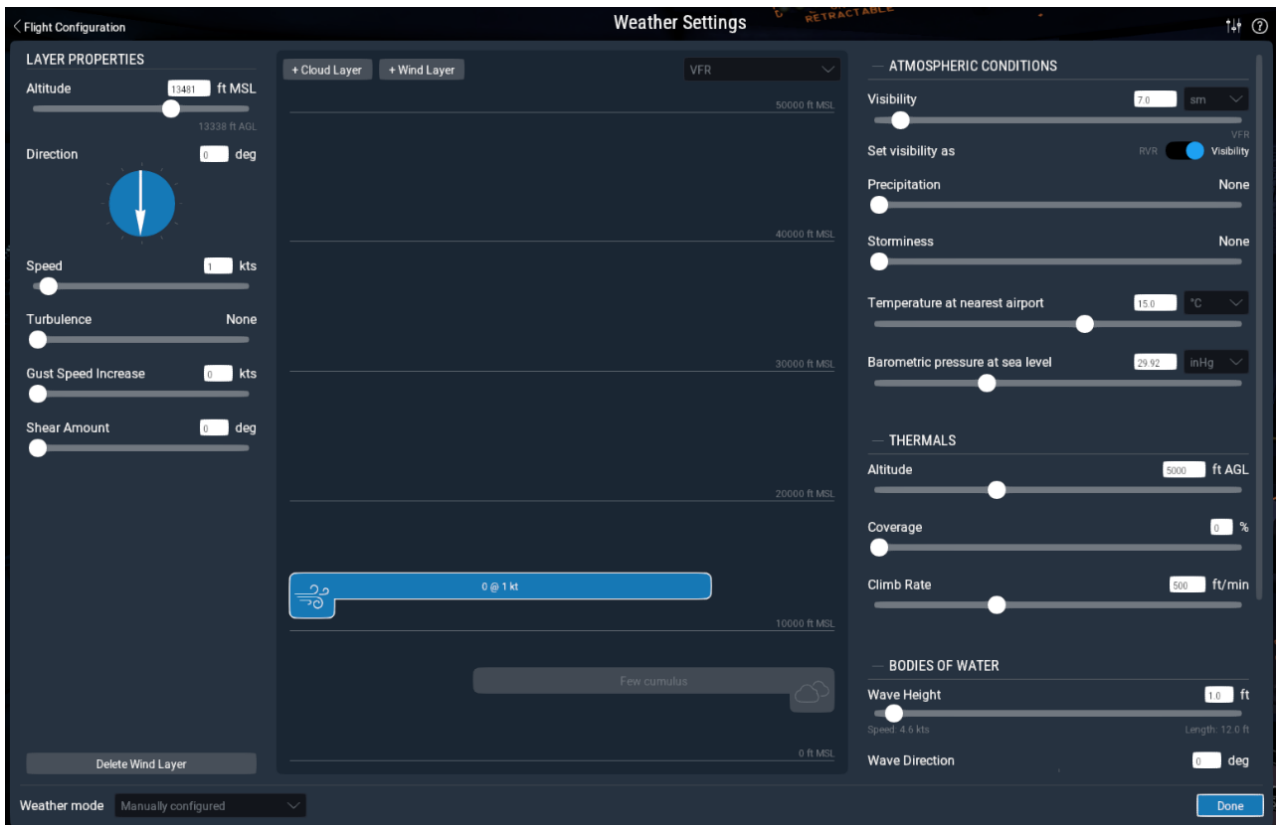 RETRACTABLE
Flight Configuration
Weather Settings
LAYER PROPERTIES
Altitude 13481 ft MSL
13338 ft AGL
Direction 0 deg
Speed 1 kts
Turbulence None
Gust Speed Increase 0 kts
Shear Amount 0 deg
Delete Wind Layer
+ Cloud Layer + Wind Layer VFR
50000 ft MSL
40000 ft MSL
30000 ft MSL
20000 ft MSL
0 @ 1 kt
10000 ft MSL
Few cumulus
0 ft MSL
ATMOSPHERIC CONDITIONS
Visibility 7.0 sm
VFR
Set visibility as RVR Visibility
Precipitation None
Storminess None
Temperature at nearest airport 15.0 °C
Barometric pressure at sea level 29.92 inHg
THERMALS
Altitude 5000 ft AGL
Coverage 0 %
Climb Rate 500 ft/min
BODIES OF WATER
Wave Height 1.0 ft
Speed: 4.6 kts Length: 12.0 ft
Wave Direction 0 deg
Weather mode Manually configured
Done